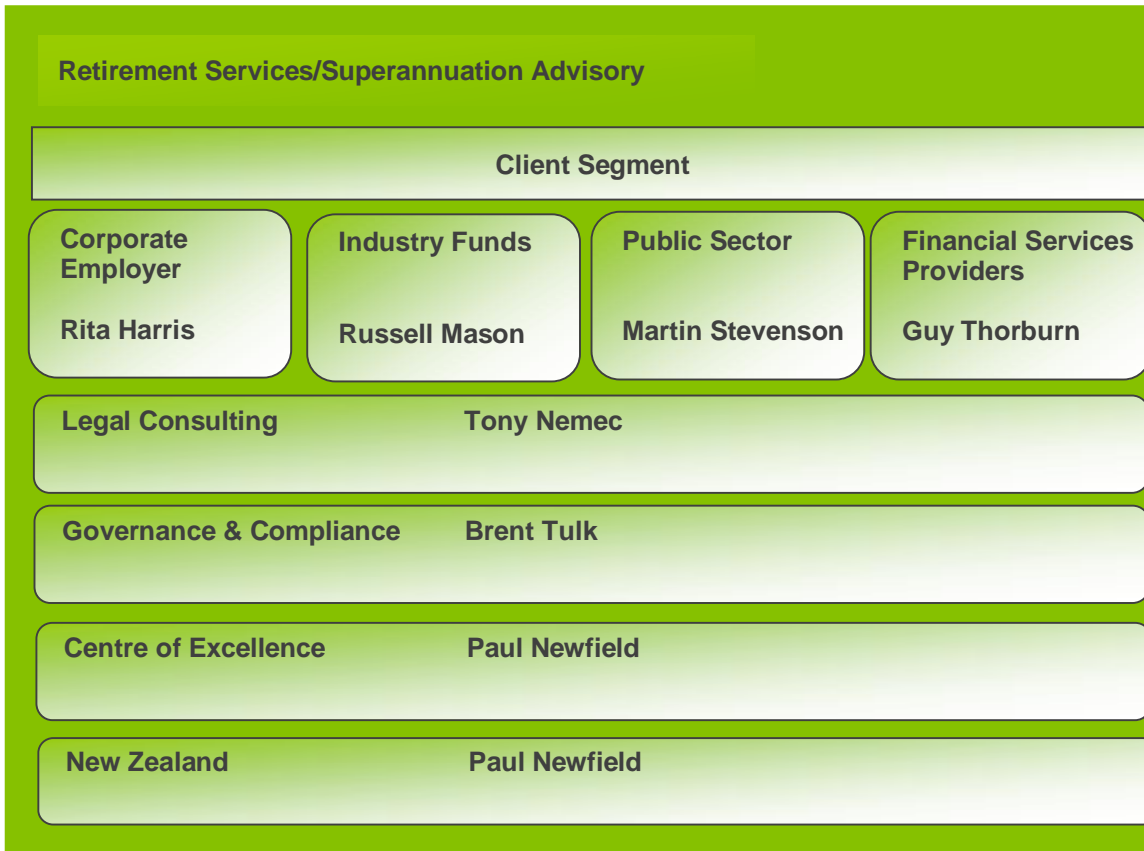 Retirement Services/Superannuation Advisory
Client Segment
Corporate
Employer
Rita Harris
Industry Funds
Russell Mason
Public Sector
Martin Stevenson
Financial Services
Providers
Guy Thorburn
Legal Consulting Tony Nemec
Governance & Compliance Brent Tulk
Centre of Excellence Paul Newfield
New Zealand Paul Newfield